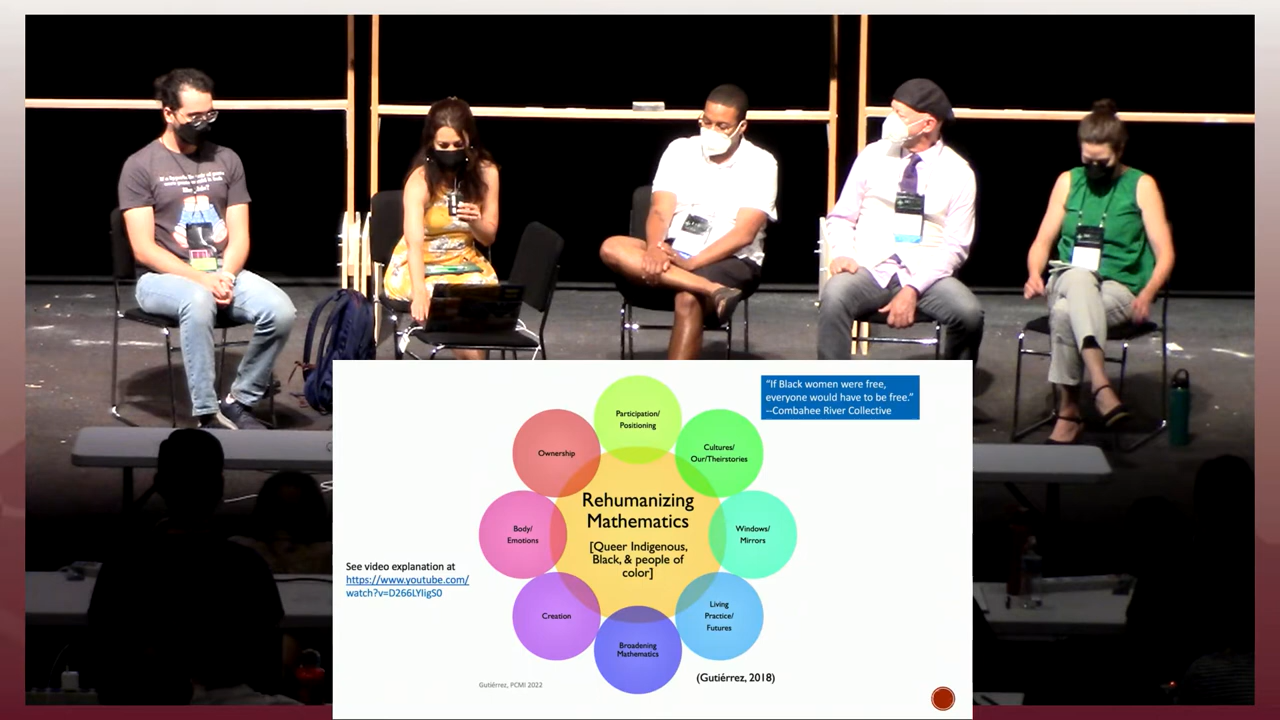 "If Black women were free,
everyone would have to be free."
--Combahee River Collective
Participation/
Positioning
Ownership
Cultures/
Our/Theirstories
Rehumanizing
Mathematics
[Queer Indigenous,
Black, & people of
color]
Body/
Emotions
Windows/
Mirrors
See video explanation at
https://www.youtube.com/
watch?v=D266LYIigS0
Creation
Living
Practice/
Futures
Broadening
Mathematics
(Gutiérrez, 2018)
Gutiérrez, PCMI 2022